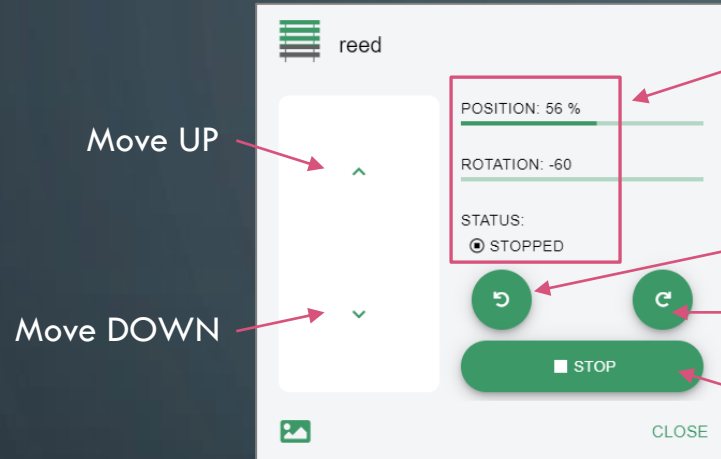 reed
Move UP
POSITION: 56 %
ROTATION: -60
STATUS:
STOPPED
Move DOWN
STOP
CLOSE